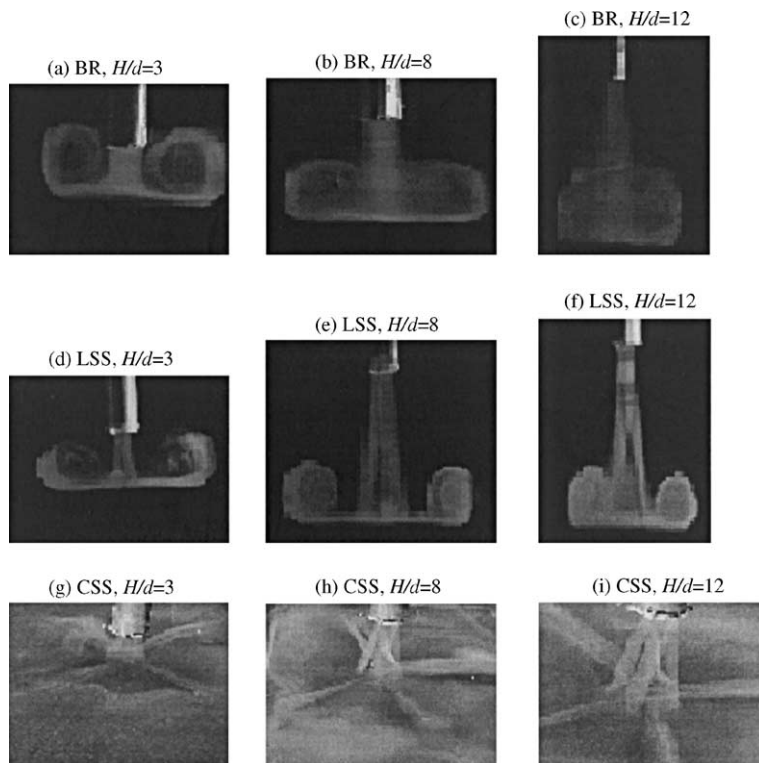 (a) BR, H/d=3
(b) BR, H/d=8
(c) BR, H/d=12
(d) LSS, H/d=3
(e) LSS, H/d=8
(f) LSS, H/d=12
(g) CSS, H/d=3
(h) CSS, H/d=8
(i) CSS, H/d=12